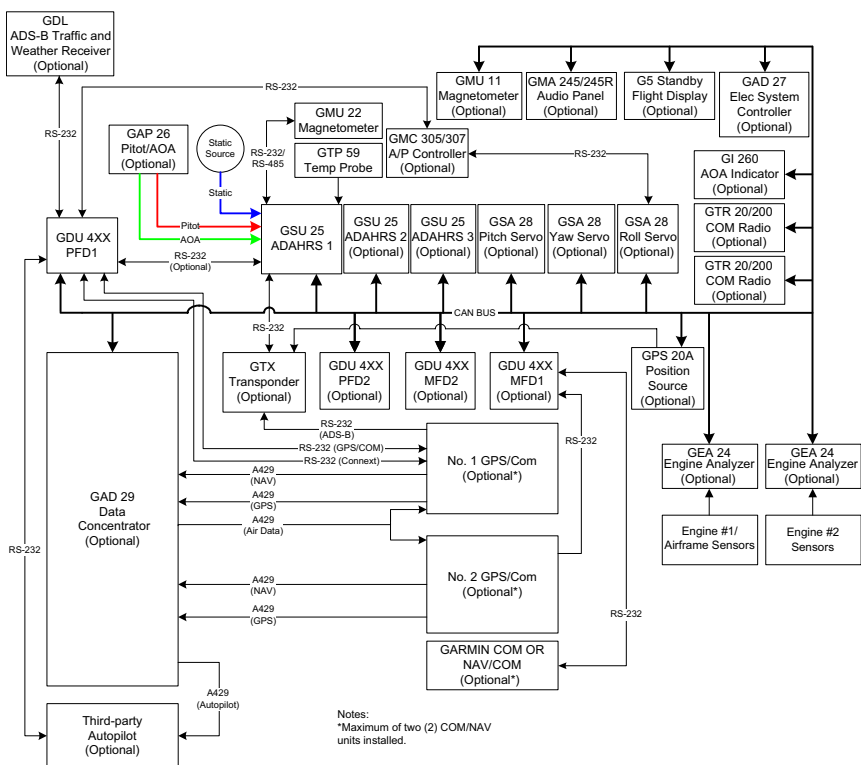 GDL
ADS-B Traffic and
Weather Receiver
(Optional)
GMU 11
Magnetometer
(Optional)
GMA 245/245R
Audio Panel
(Optional)
G5 Standby
Flight Display
(Optional)
GAD 27
Elec System
Controller
(Optional)
RS-232
RS-232
GAP 26
Pitot/AOA
(Optional)
Static
Source
RS-232/
RS-485
GMU 22
Magnetometer
GTP 59
Temp Probe
GMC 305/307
A/P Controller
(Optional)
RS-232
GI 260
AOA Indicator
(Optional)
Static
Pitot
AOA
GDU 4XX
PFD1
RS-232
(Optional)
GSU 25
ADAHRS 1
GSU 25
ADAHRS 2
(Optional)
GSU 25
ADAHRS 3
(Optional)
GSA 28
Pitch Servo
(Optional)
GSA 28
Yaw Servo
(Optional)
GSA 28
Roll Servo
(Optional)
GTR 20/200
COM Radio
(Optional)
GTR 20/200
COM Radio
(Optional)
CAN BUS
RS-232
GTX
Transponder
(Optional)
GDU 4XX
PFD2
(Optional)
GDU 4XX
MFD2
(Optional)
GDU 4XX
MFD1
(Optional)
GPS 20A
Position
Source
(Optional)
RS-232
(ADS-B)
RS-232 (GPS/COM)
RS-232 (Connext)
A429
(NAV)
A429
(GPS)
A429
(Air Data)
No. 1 GPS/Com
(Optional*)
RS-232
GEA 24
Engine Analyzer
(Optional)
GEA 24
Engine Analyzer
(Optional)
Engine #1/
Airframe Sensors
Engine #2
Sensors
GAD 29
Data
Concentrator
(Optional)
RS-232
A429
(NAV)
A429
(GPS)
No. 2 GPS/Com
(Optional*)
RS-232
GARMIN COM OR
NAV/COM
(Optional*)
A429
(Autopilot)
Third-party
Autopilot
(Optional)
Notes:
*Maximum of two (2) COM/NAV
units installed.